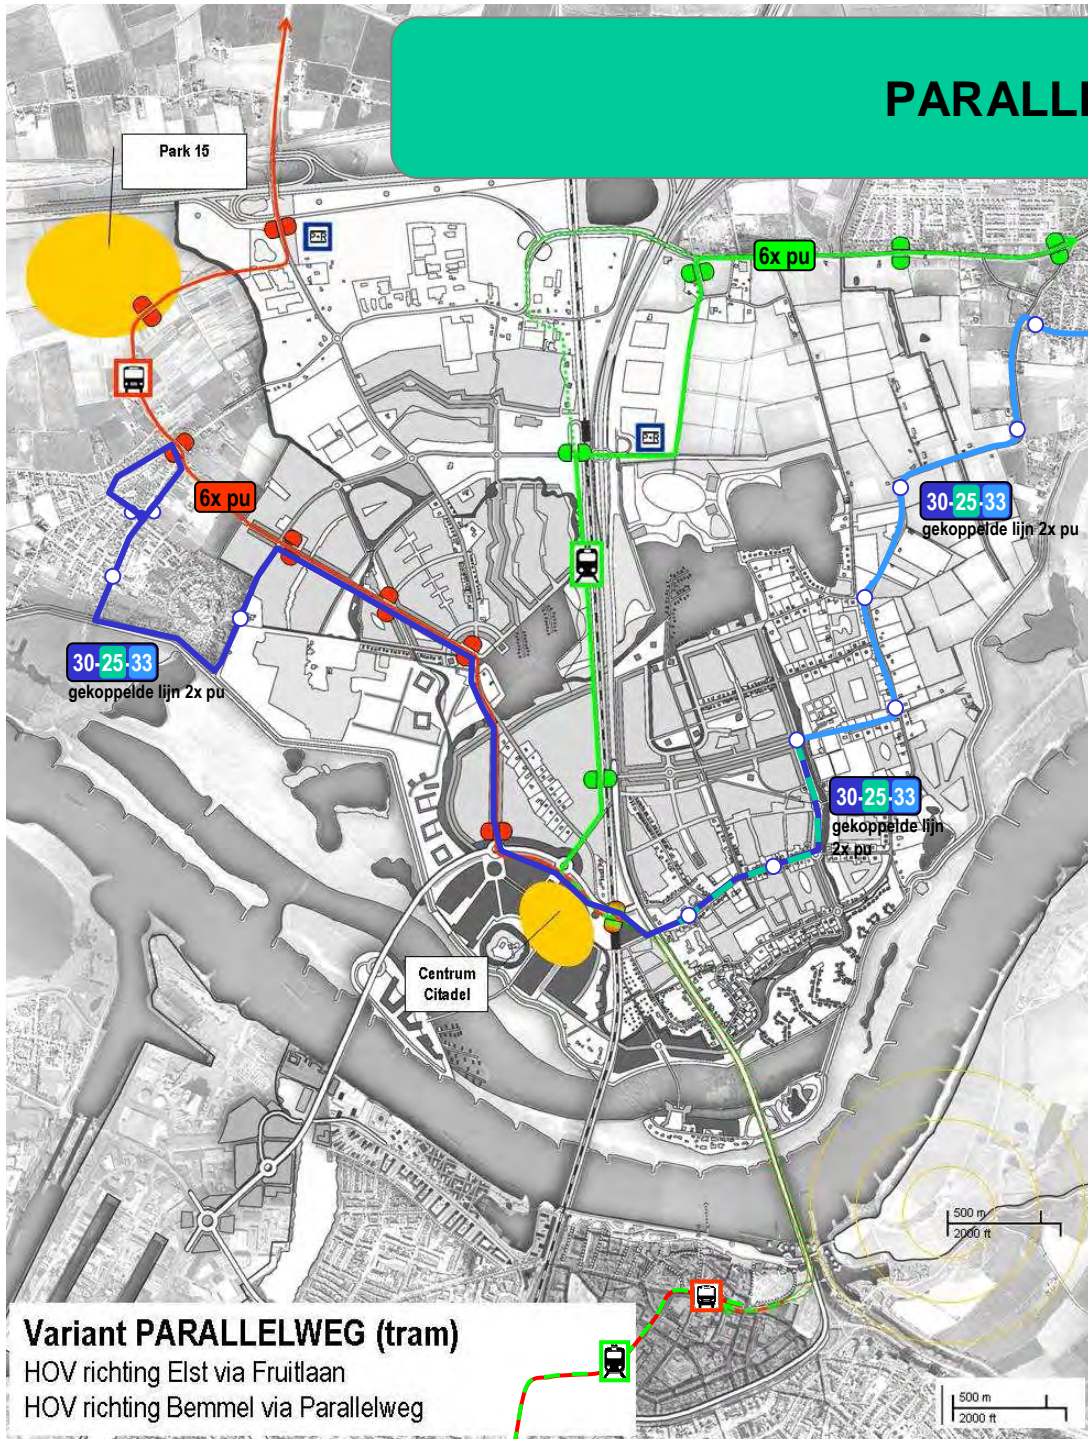 PARALLE
Park 15
P+R
6x pu
P+R
6x pu
30-25-33
gekoppelde lijn 2x pu
30-25-33
gekoppelde lijn 2x pu
30-25-33
gekoppelde lijn
2x pu
Centrum
Citadel
500 m
2000 ft
Variant PARALLELWEG (tram)
HOV richting Elst via Fruitlaan
HOV richting Bemmel via Parallelweg
500 m
2000 ft